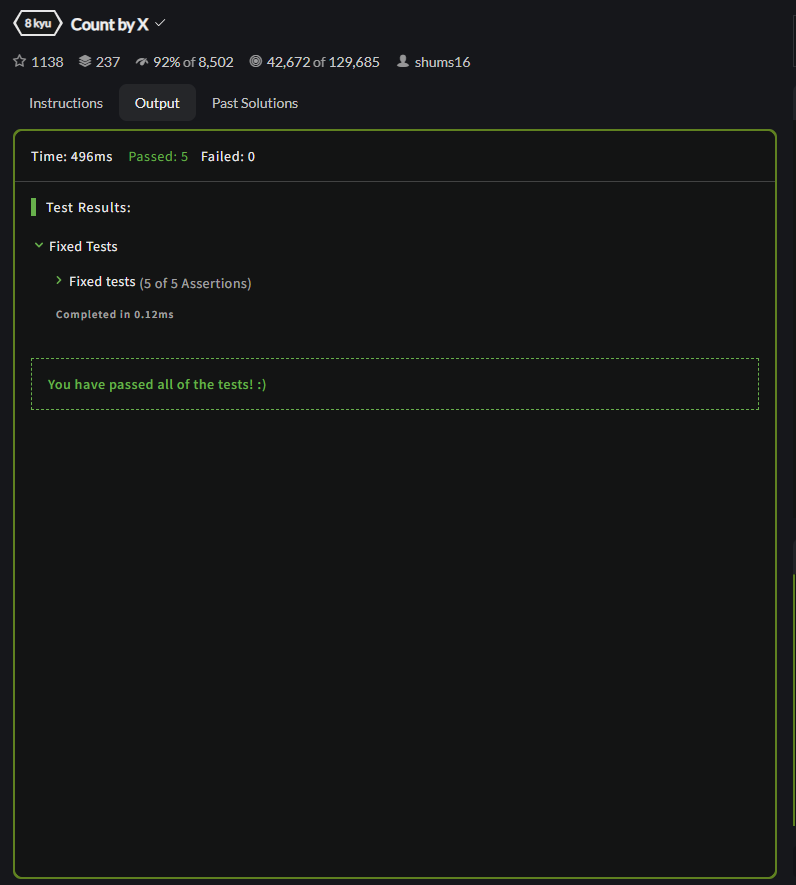 8 kyu Count by X
1138 237 92% of 8,502 42,672 of 129,685 shums16
Instructions Output Past Solutions
Time: 496ms Passed: 5 Failed: 0
Test Results:
Fixed Tests
Fixed tests (5 of 5 Assertions)
Completed in 0.12ms
You have passed all of the tests! :)